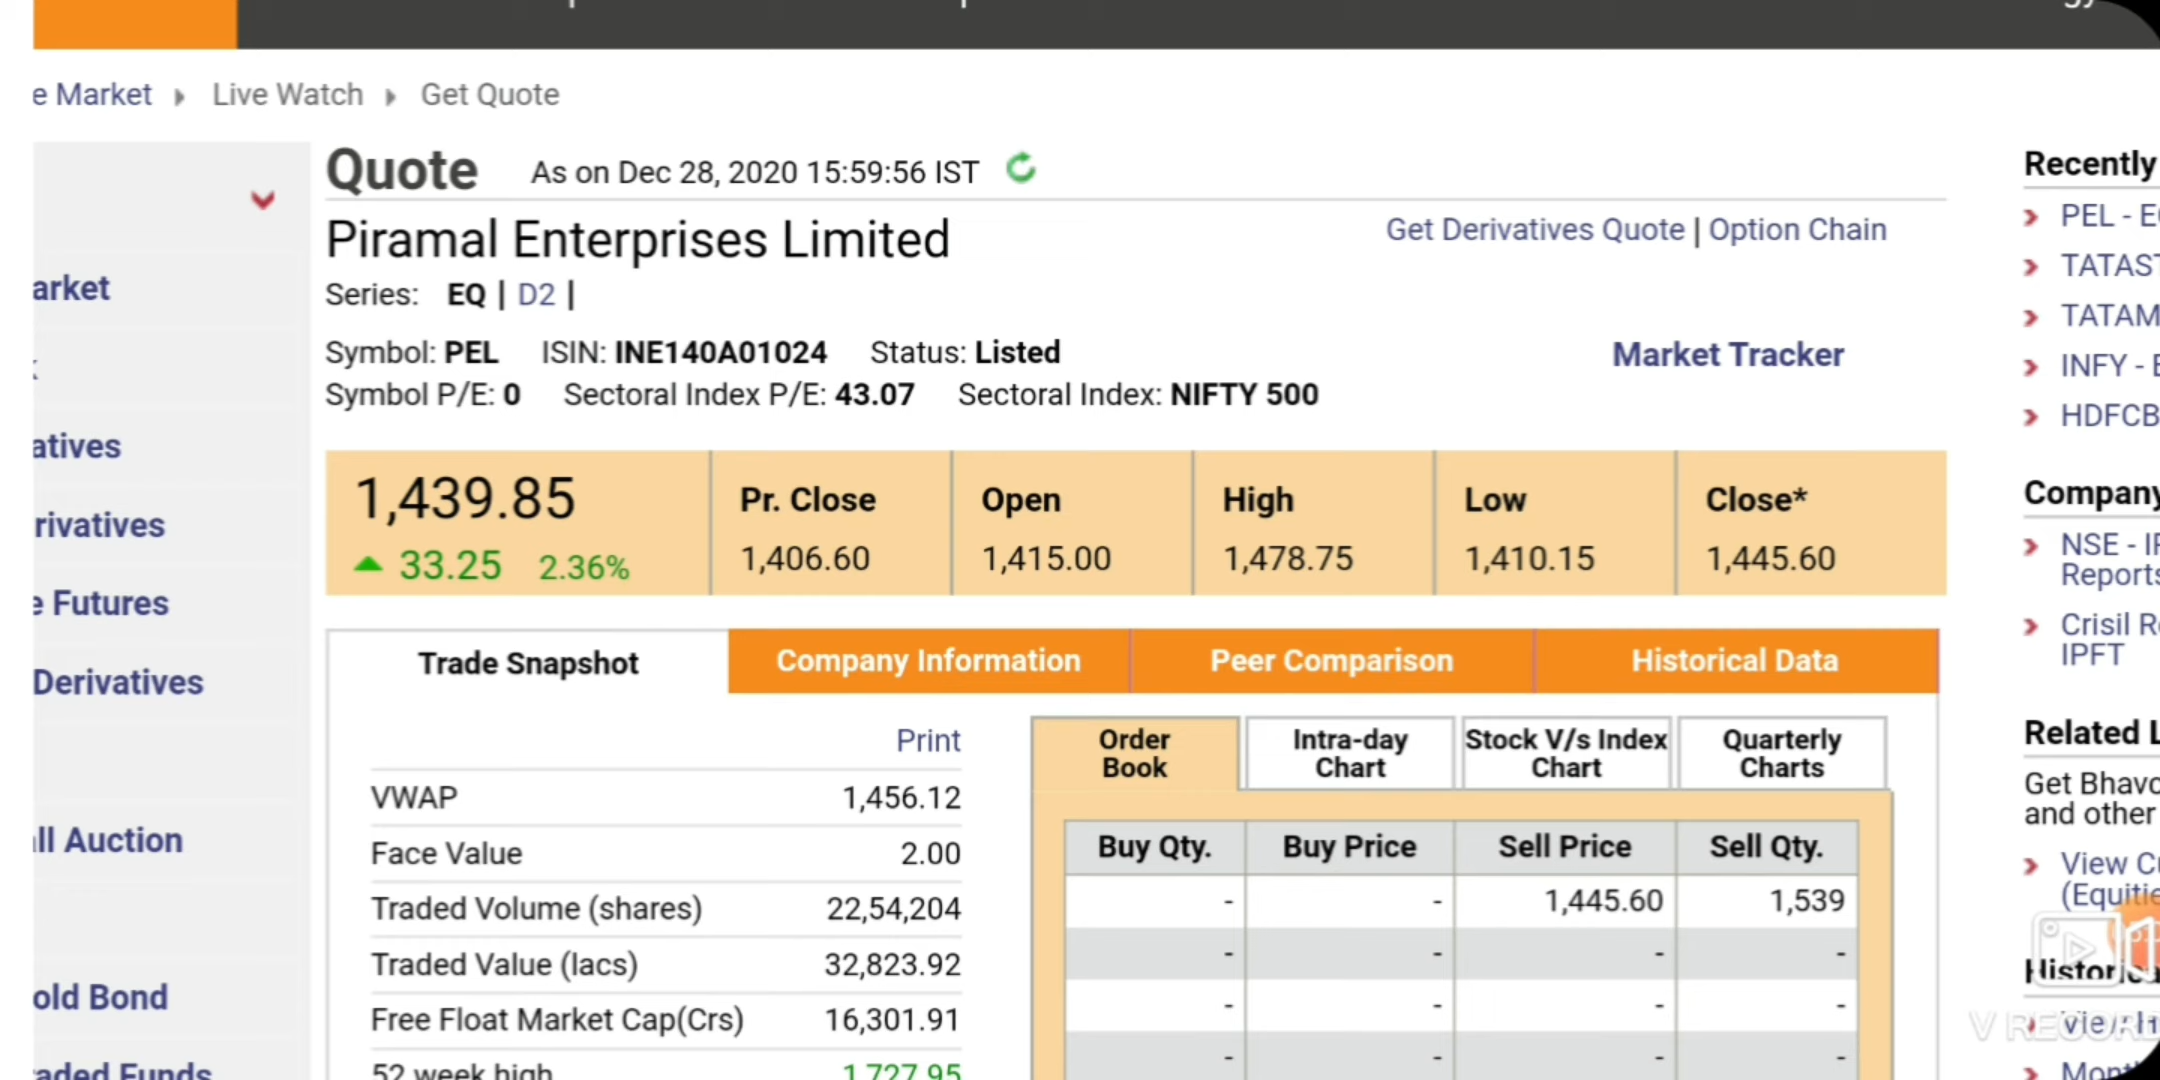 e Market Live Watch Get Quote
Quote As on Dec 28, 2020 15:59:56 IST
Piramal Enterprises Limited
Get Derivatives Quote | Option Chain
Series: EQ | D2 |
Symbol: PEL ISIN: INE140A01024 Status: Listed
Symbol P/E: 0 Sectoral Index P/E: 43.07 Sectoral Index: NIFTY 500
Market Tracker
arket
atives
rivatives
e Futures
Derivatives
ll Auction
old Bond
aded Funds
1,439.85 Pr. Close Open High Low Close*
33.25 2.36% 1,406.60 1,415.00 1,478.75 1,410.15 1,445.60
Trade Snapshot Company Information Peer Comparison Historical Data
Print
VWAP 1,456.12
Face Value 2.00
Traded Volume (shares) 22,54,204
Traded Value (lacs) 32,823.92
Free Float Market Cap(Crs) 16,301.91
52 week high 1,727.95
Order Book Intra-day Chart Stock V/s Index Chart Quarterly Charts
Buy Qty. Buy Price Sell Price Sell Qty.
- - 1,445.60 1,539
- - - -
- - - -
- - - -
Recently
PEL - E
TATAST
TATAM
INFY - E
HDFCB
Company
NSE - IP
Reports
Crisil Re
IPFT
Related L
Get Bhavc
and other
View Cu
(Equitie
V RECORD